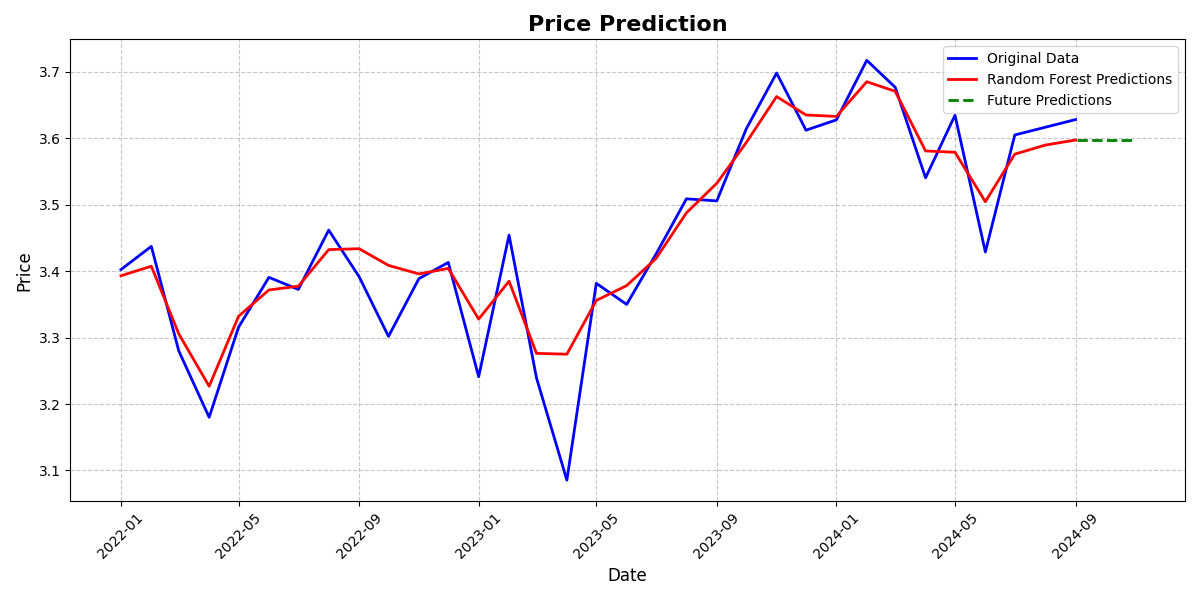 Price Prediction
Original Data
Random Forest Predictions
Future Predictions
Price
3.7
3.6
3.5
3.4
3.3
3.2
3.1
2022-01
2022-05
2022-09
2023-01
2023-05
2023-09
2024-01
2024-05
2024-09
Date